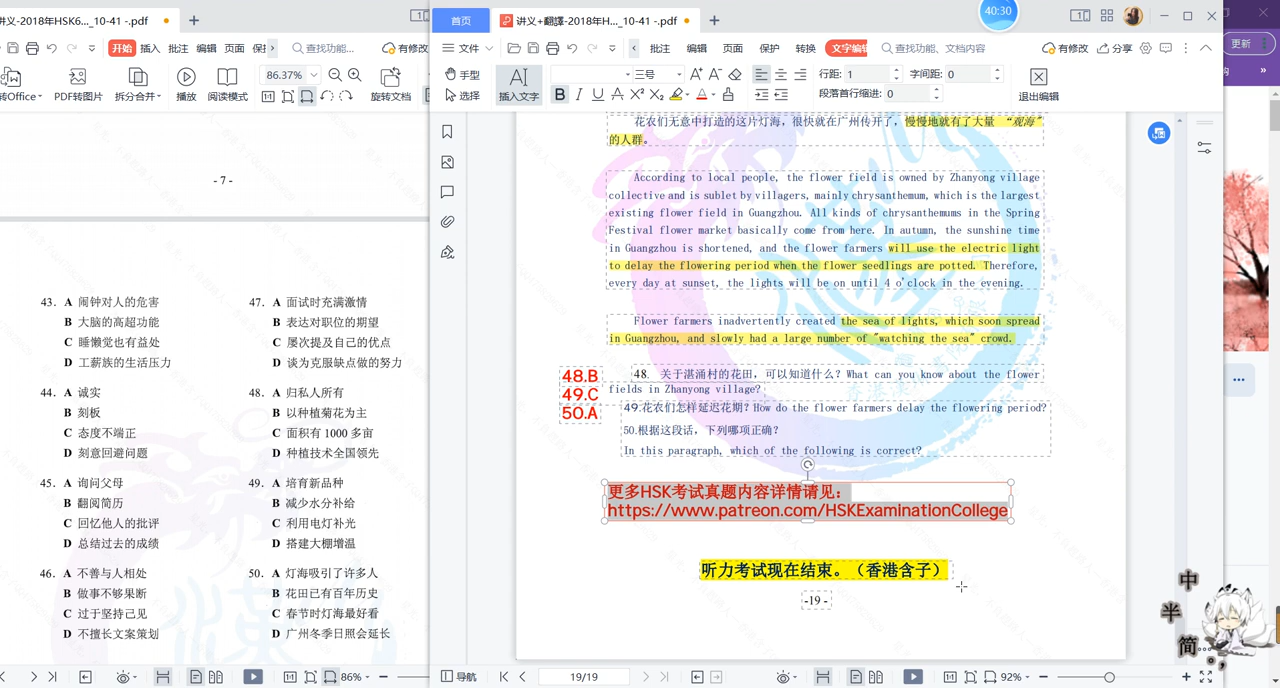 讲义-2018年HSK6..._10-41 -.pdf
首页
讲义+翻譯-2018年H..._10-41 -.pdf
40:30
开始 插入 批注 编辑 页面 保护
查找功能...
有修改
文件
批注 编辑 页面 保护 转换 文字编辑
查找功能、文档内容
有修改
分享
更新
转Office
PDF转图片
拆分合并
播放
阅读模式
86.37%
旋转文档
手型
选择
插入文字
三号
行距: 1
字间距: 0
段落首行缩进: 0
退出编辑
- 7 -
43. A 闹钟对人的危害
B 大脑的高超功能
C 睡懒觉也有益处
D 工薪族的生活压力
44. A 诚实
B 刻板
C 态度不端正
D 刻意回避问题
45. A 询问父母
B 翻阅简历
C 回忆他人的批评
D 总结过去的成绩
46. A 不善与人相处
B 做事不够果断
C 过于坚持己见
D 不擅长文案策划
47. A 面试时充满激情
B 表达对职位的期望
C 屡次提及自己的优点
D 谈为克服缺点做的努力
48. A 归私人所有
B 以种植菊花为主
C 面积有 1000 多亩
D 种植技术全国领先
49. A 培育新品种
B 减少水分补给
C 利用电灯补光
D 搭建大棚增温
50. A 灯海吸引了许多人
B 花田已有百年历史
C 春节时灯海最好看
D 广州冬季日照会延长
花农们无意中打造的这片灯海，很快就在广州传开了，慢慢地就有了大量 “观海”
的人群。
According to local people, the flower field is owned by Zhanyong village
collective and is sublet by villagers, mainly chrysanthemum, which is the largest
existing flower field in Guangzhou. All kinds of chrysanthemums in the Spring
Festival flower market basically come from here. In autumn, the sunshine time
in Guangzhou is shortened, and the flower farmers will use the electric light
to delay the flowering period when the flower seedlings are potted. Therefore,
every day at sunset, the lights will be on until 4 o'clock in the evening.
Flower farmers inadvertently created the sea of lights, which soon spread
in Guangzhou, and slowly had a large number of "watching the sea" crowd.
48.B
49.C
50.A
48. 关于湛涌村的花田，可以知道什么？What can you know about the flower
fields in Zhanyong village?
49.花农们怎样延迟花期？How do the flower farmers delay the flowering period?
50.根据这段话，下列哪项正确？
In this paragraph, which of the following is correct?
更多HSK考试真题内容详情请见：
https://www.patreon.com/HSKExaminationCollege
听力考试现在结束。（香港含子）
-19 -
中
半
简
86%
导航
19/19
92%